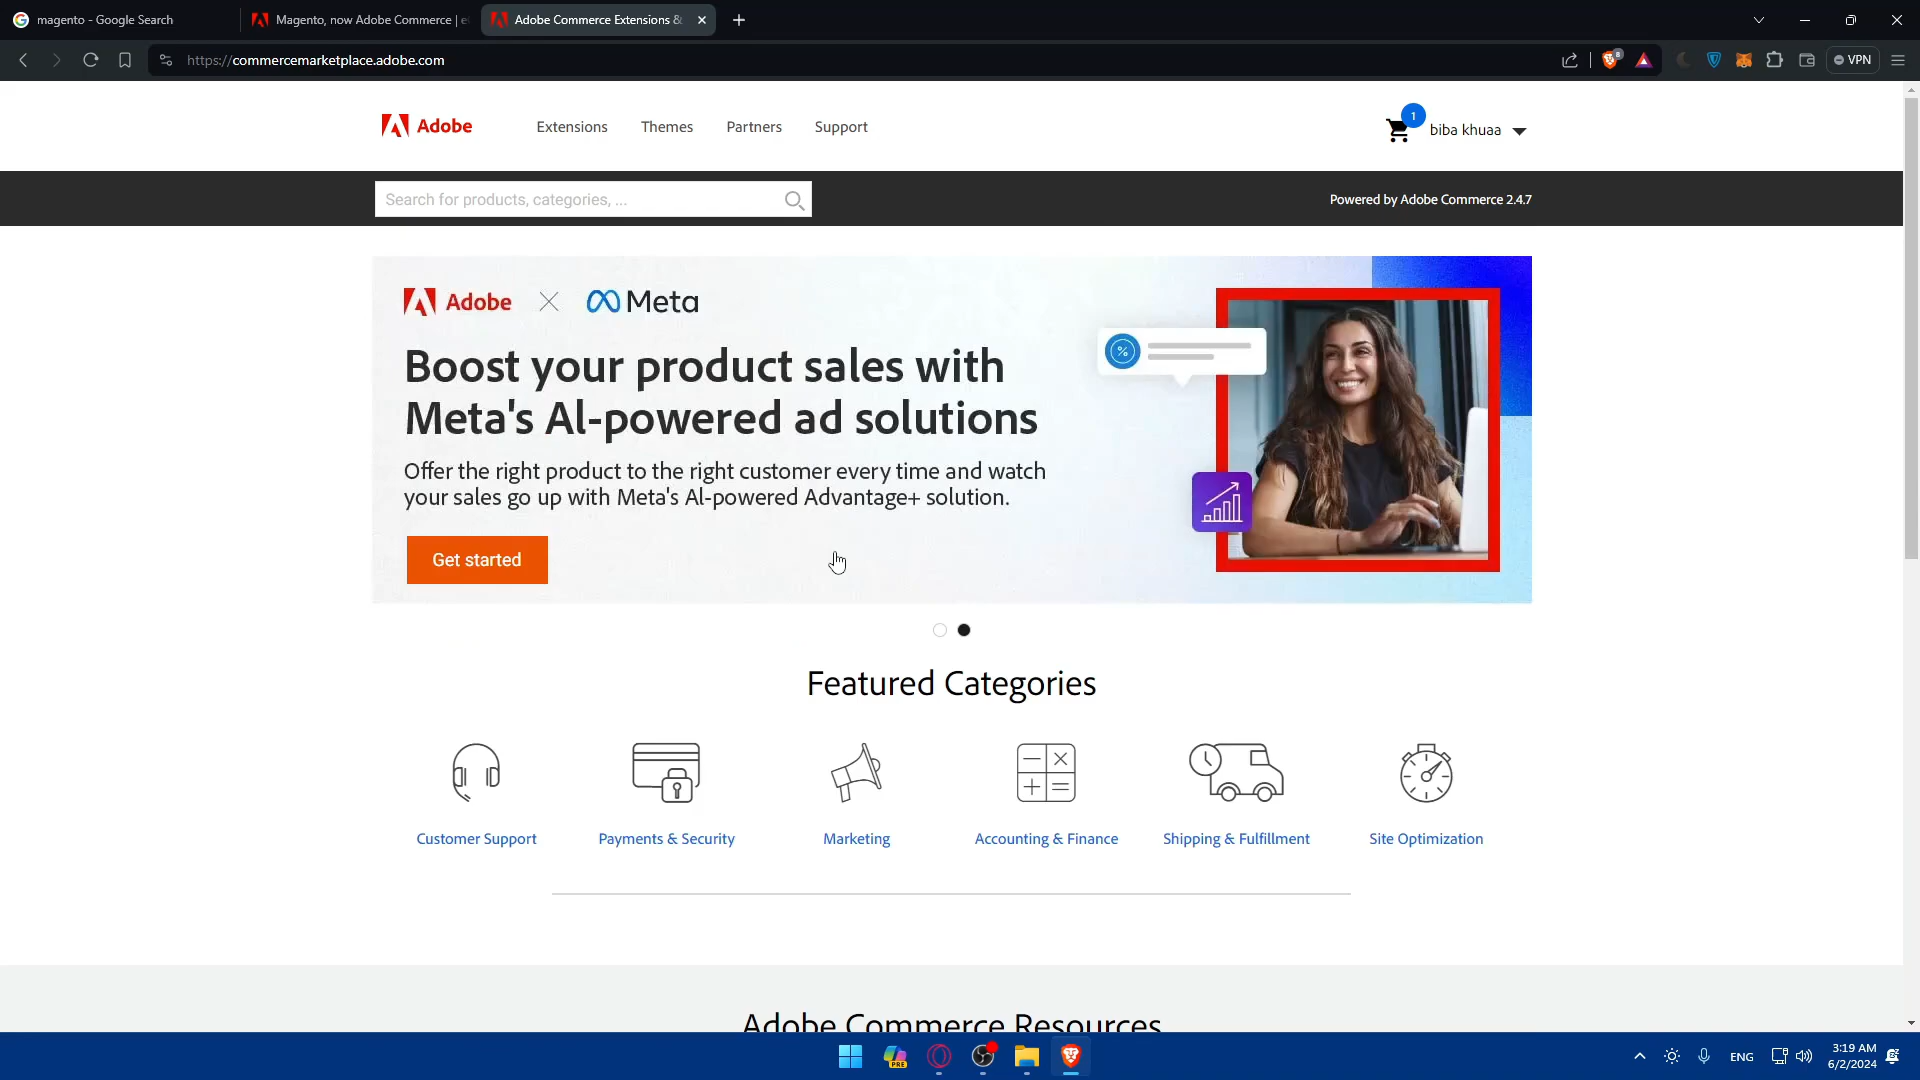 magento - Google Search
Magento, now Adobe Commerce | e
Adobe Commerce Extensions &
https://commercemarketplace.adobe.com
8
VPN
Adobe
Extensions
Themes
Partners
Support
1
biba khuaa
Search for products, categories, ...
Powered by Adobe Commerce 2.4.7
Adobe
Meta
Boost your product sales with
Meta's AI-powered ad solutions
Offer the right product to the right customer every time and watch
your sales go up with Meta's AI-powered Advantage+ solution.
Get started
Featured Categories
Customer Support
Payments & Security
Marketing
Accounting & Finance
Shipping & Fulfillment
Site Optimization
Adobe Commerce Resources
PRE
ENG
3:19 AM
6/2/2024